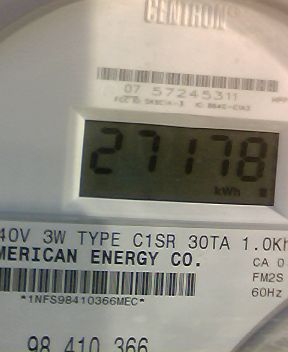 CENTRON
07 57245311
27178
kWh
40V 3W TYPE C1SR 30TA 1.0Kh
MERICAN ENERGY CO.
CA 0
FM2S
*1NFS98410366MEC*
60Hz
98 410 366